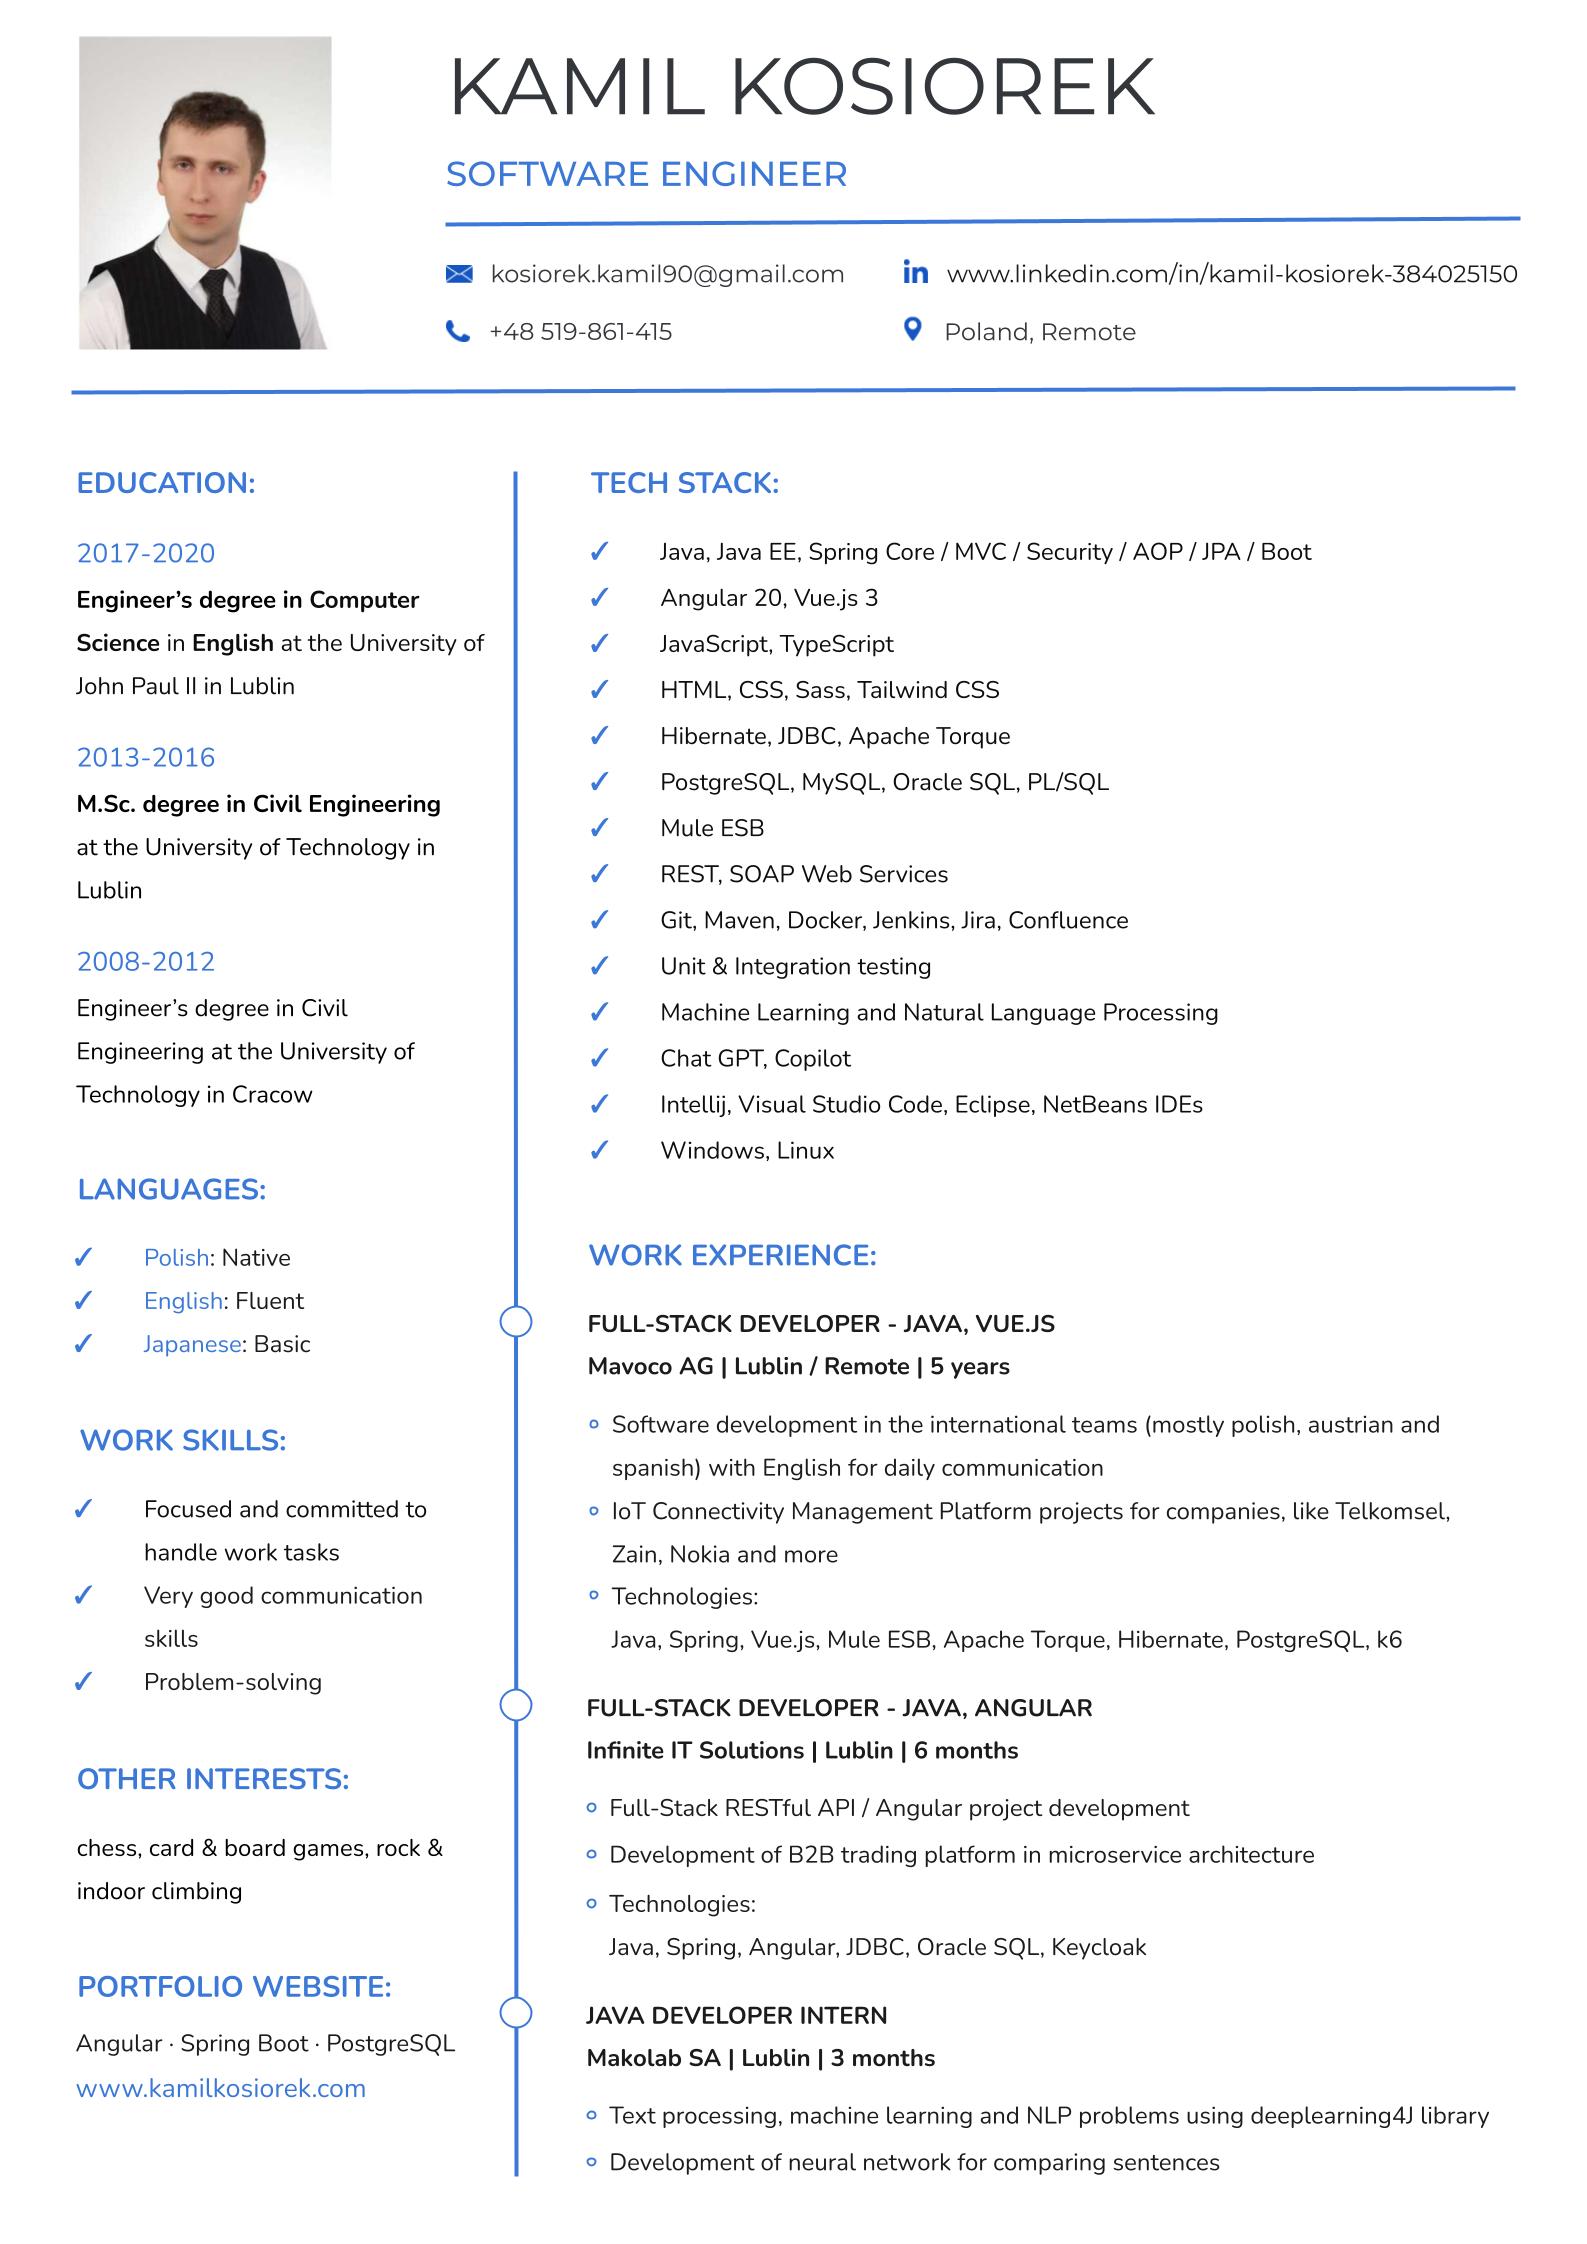 KAMIL KOSIOREK
SOFTWARE ENGINEER
kosiorek.kamil90@gmail.com
www.linkedin.com/in/kamil-kosiorek-384025150
+48 519-861-415
Poland, Remote
EDUCATION:
2017-2020
Engineer’s degree in Computer
Science in English at the University of
John Paul II in Lublin
2013-2016
M.Sc. degree in Civil Engineering
at the University of Technology in
Lublin
2008-2012
Engineer’s degree in Civil
Engineering at the University of
Technology in Cracow
LANGUAGES:
✓ Polish: Native
✓ English: Fluent
✓ Japanese: Basic
WORK SKILLS:
✓ Focused and committed to
handle work tasks
✓ Very good communication
skills
✓ Problem-solving
OTHER INTERESTS:
chess, card & board games, rock &
indoor climbing
PORTFOLIO WEBSITE:
Angular · Spring Boot · PostgreSQL
www.kamilkosiorek.com
TECH STACK:
✓ Java, Java EE, Spring Core / MVC / Security / AOP / JPA / Boot
✓ Angular 20, Vue.js 3
✓ JavaScript, TypeScript
✓ HTML, CSS, Sass, Tailwind CSS
✓ Hibernate, JDBC, Apache Torque
✓ PostgreSQL, MySQL, Oracle SQL, PL/SQL
✓ Mule ESB
✓ REST, SOAP Web Services
✓ Git, Maven, Docker, Jenkins, Jira, Confluence
✓ Unit & Integration testing
✓ Machine Learning and Natural Language Processing
✓ Chat GPT, Copilot
✓ Intellij, Visual Studio Code, Eclipse, NetBeans IDEs
✓ Windows, Linux
WORK EXPERIENCE:
FULL-STACK DEVELOPER - JAVA, VUE.JS
Mavoco AG | Lublin / Remote | 5 years
Software development in the international teams (mostly polish, austrian and
spanish) with English for daily communication
IoT Connectivity Management Platform projects for companies, like Telkomsel,
Zain, Nokia and more
Technologies:
Java, Spring, Vue.js, Mule ESB, Apache Torque, Hibernate, PostgreSQL, k6
FULL-STACK DEVELOPER - JAVA, ANGULAR
Infinite IT Solutions | Lublin | 6 months
Full-Stack RESTful API / Angular project development
Development of B2B trading platform in microservice architecture
Technologies:
Java, Spring, Angular, JDBC, Oracle SQL, Keycloak
JAVA DEVELOPER INTERN
Makolab SA | Lublin | 3 months
Text processing, machine learning and NLP problems using deeplearning4J library
Development of neural network for comparing sentences